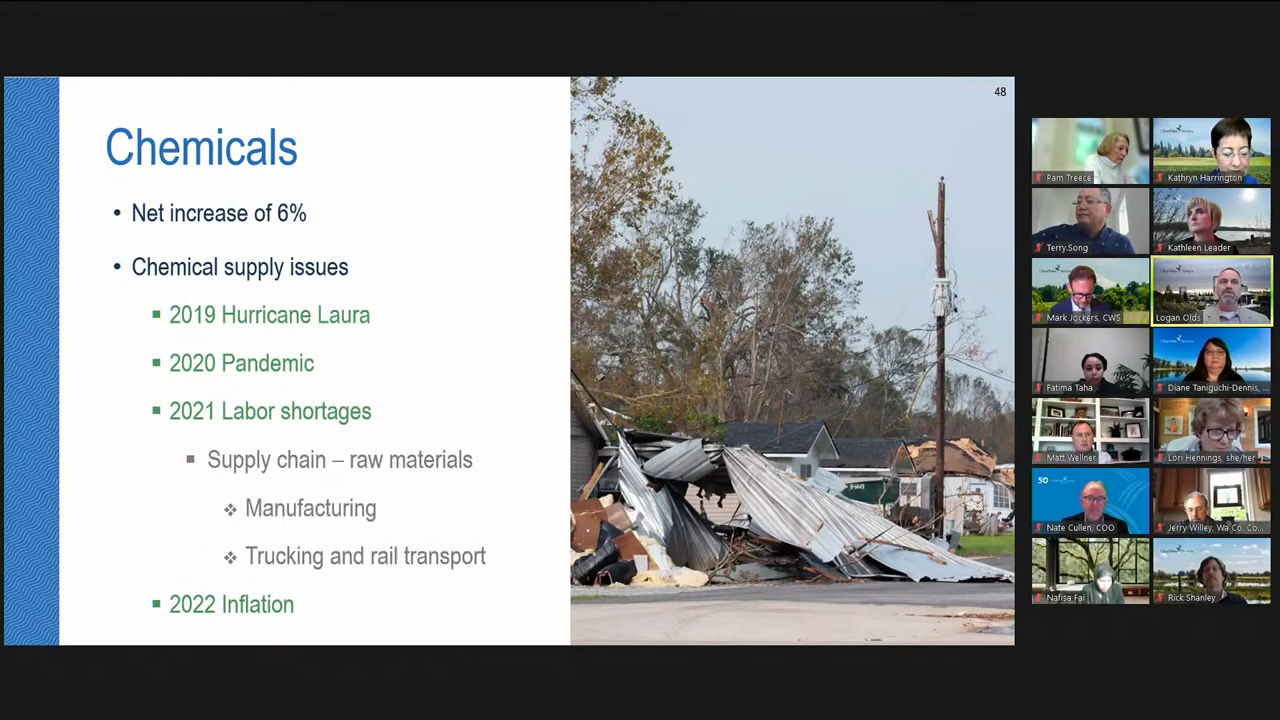 48
Chemicals
• Net increase of 6%
• Chemical supply issues
▪ 2019 Hurricane Laura
▪ 2020 Pandemic
▪ 2021 Labor shortages
▪ Supply chain – raw materials
❖ Manufacturing
❖ Trucking and rail transport
▪ 2022 Inflation
Pam Treece
Kathryn Harrington
Terry.Song
Kathleen Leader
Mark Jockers, CWS
Logan Olds
Fatima Taha
Diane Taniguchi-Dennis, ...
Matt Wellner
Lori Hennings, she/her
50
Nate Cullen, COO
Jerry Willey, Wa Co. Co...
Nafisa Fai
Rick Shanley